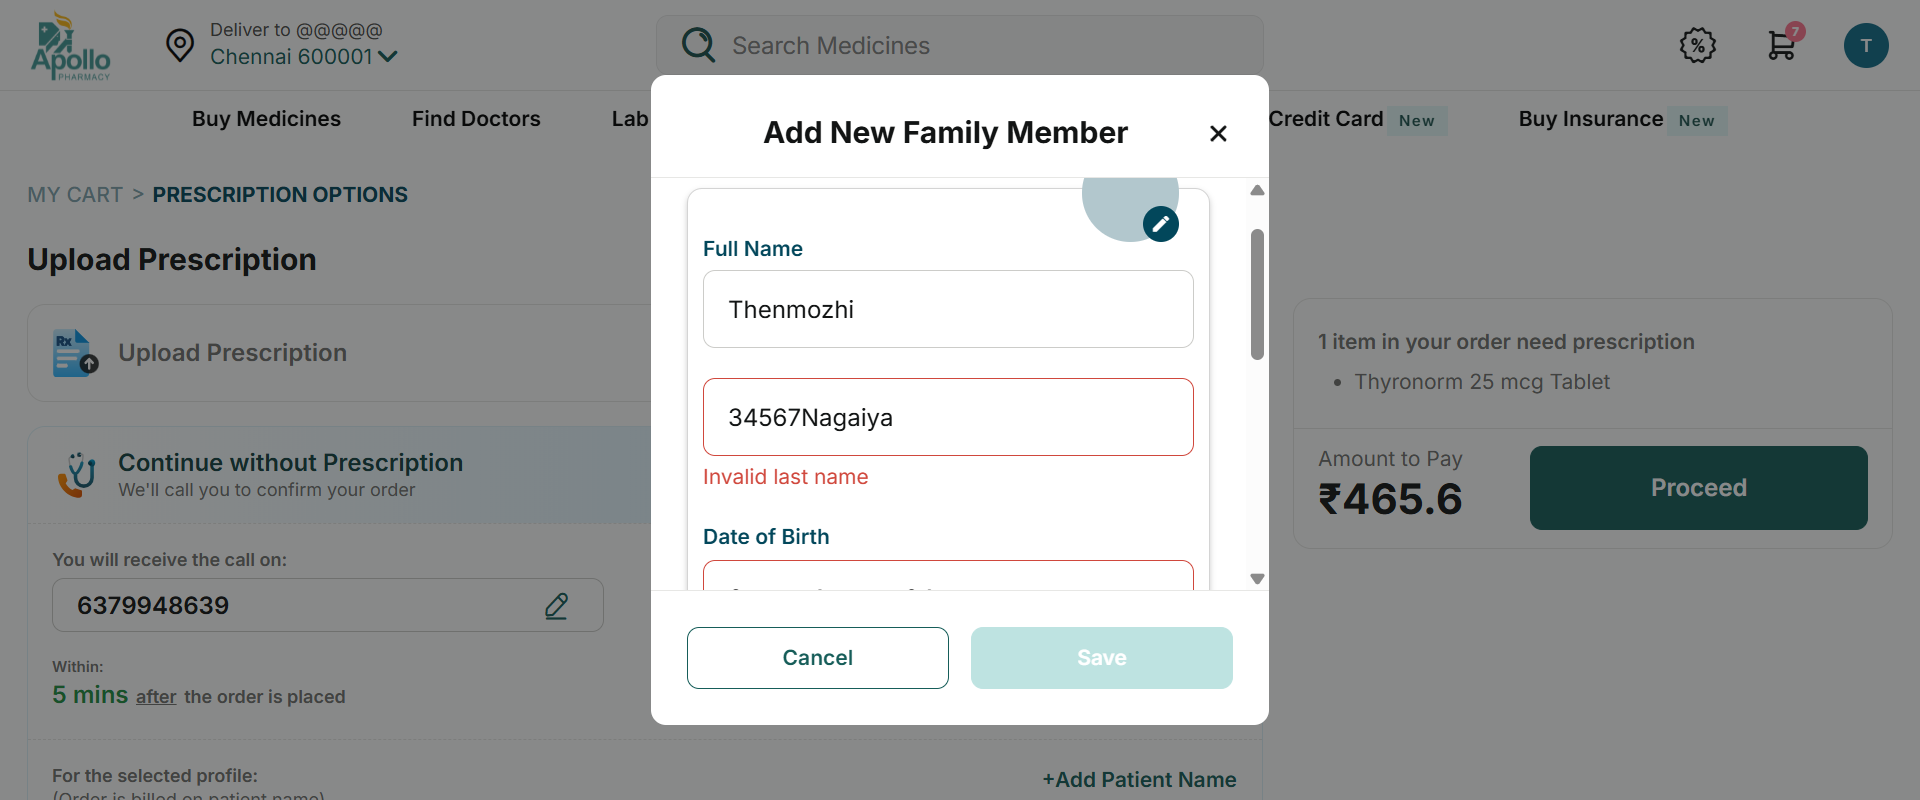 Apollo
PHARMACY
Deliver to @@@@@
Chennai 600001
Search Medicines
%
7
T
Buy Medicines
Find Doctors
Lab
Credit Card
New
Buy Insurance
New
MY CART > PRESCRIPTION OPTIONS
Upload Prescription
Rx
Upload Prescription
Continue without Prescription
We'll call you to confirm your order
You will receive the call on:
6379948639
Within:
5 mins after the order is placed
For the selected profile:
(Order is billed on patient name)
+Add Patient Name
Add New Family Member
Full Name
Thenmozhi
34567Nagaiya
Invalid last name
Date of Birth
Cancel
Save
1 item in your order need prescription
• Thyronorm 25 mcg Tablet
Amount to Pay
₹465.6
Proceed